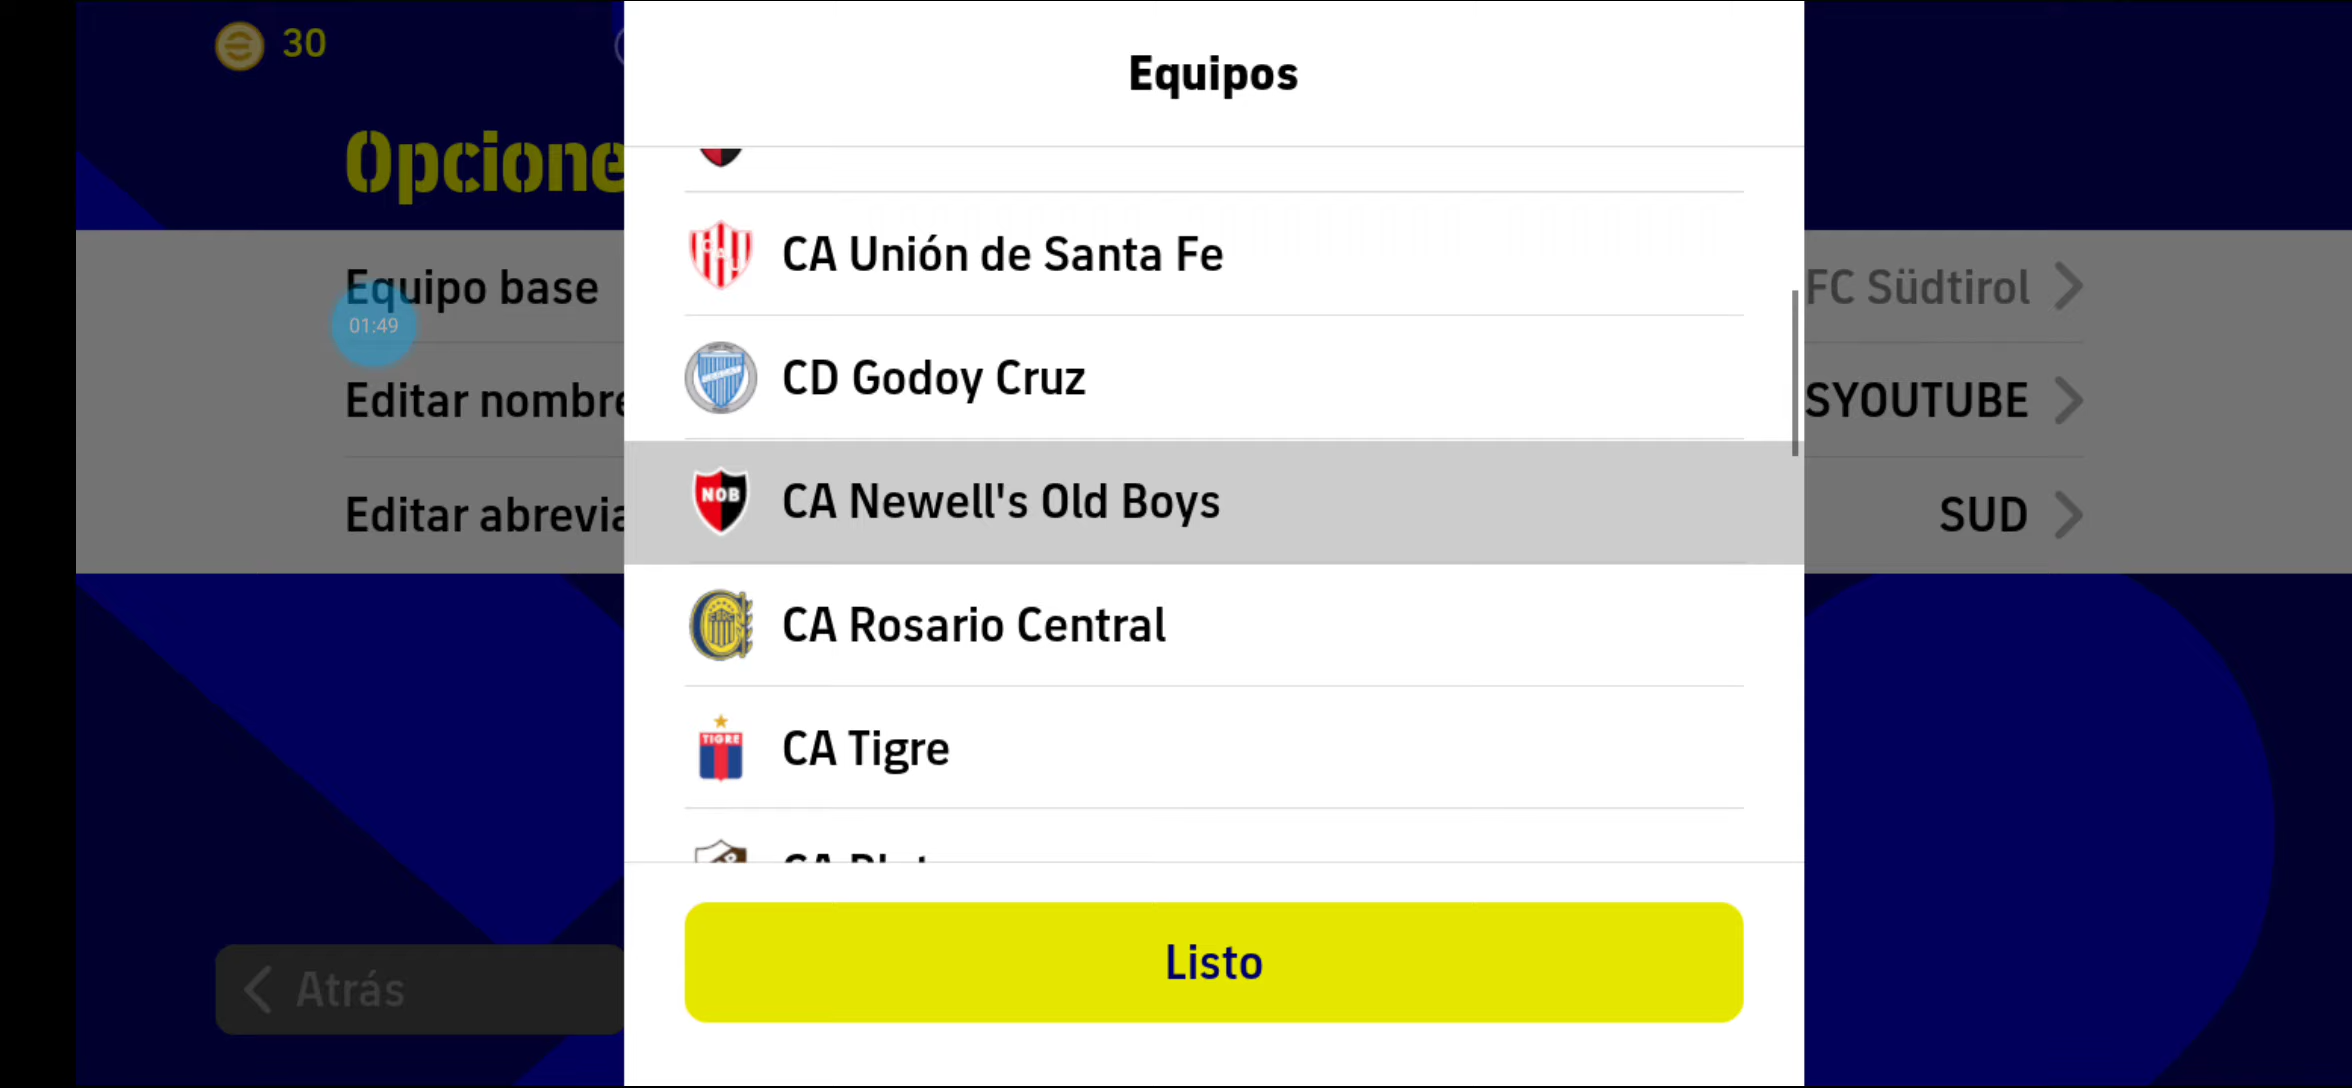 30
Equipos
Opcione
CA Unión de Santa Fe
Equipo base
FC Südtirol
01:49
CD Godoy Cruz
Editar nombre
SYOUTUBE
NOB
CA Newell's Old Boys
Editar abrevia
SUD
CA Rosario Central
TIGRE
CA Tigre
Listo
Atrás